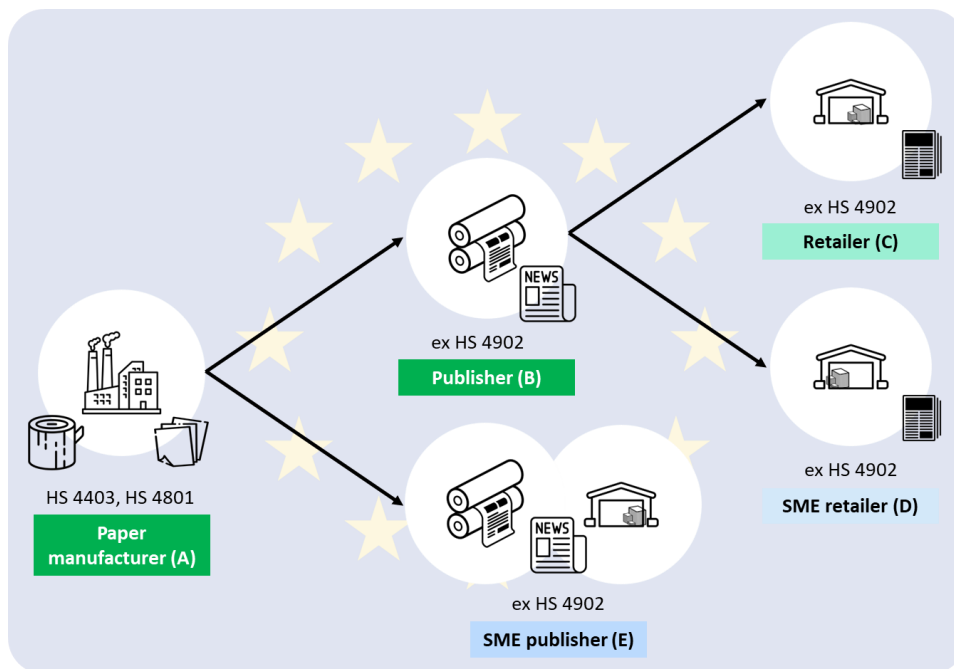 ex HS 4902
Retailer (C)
NEWS
ex HS 4902
Publisher (B)
ex HS 4902
SME retailer (D)
HS 4403, HS 4801
Paper
manufacturer (A)
NEWS
ex HS 4902
SME publisher (E)